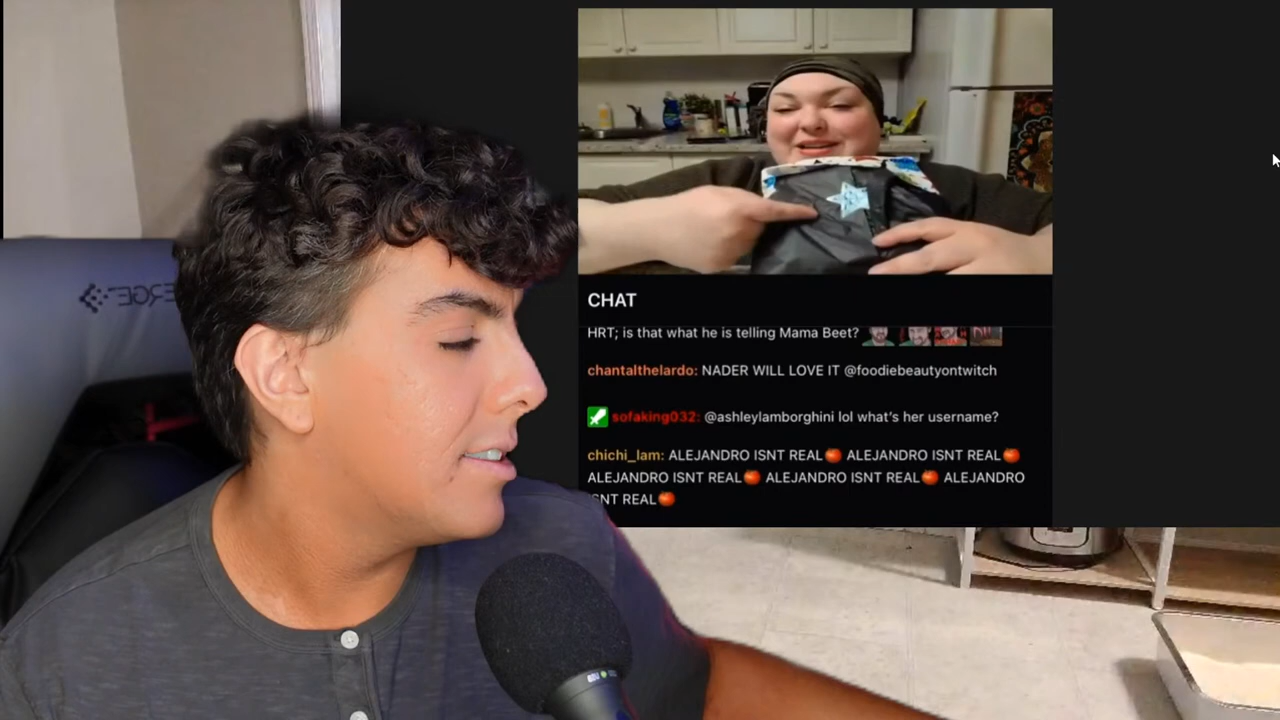 CHAT
HRT; is that what he is telling Mama Beet?
chantalthelardo: NADER WILL LOVE IT @foodiebeautyontwitch
sofaking032: @ashleylamborghini lol what's her username?
chichi_lam: ALEJANDRO ISNT REAL🍅 ALEJANDRO ISNT REAL🍅
ALEJANDRO ISNT REAL🍅 ALEJANDRO ISNT REAL🍅 ALEJANDRO
ISNT REAL🍅